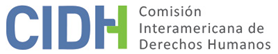 CIDH
Comisión
Interamericana de
Derechos Humanos